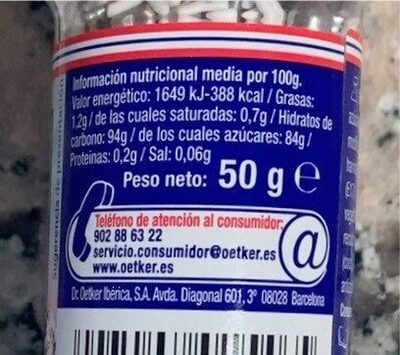 Información nutricional media por 100g.
Valor energético: 1649 kJ-388 kcal / Grasas:
1,2g / de las cuales saturadas: 0,7g / Hidratos de
carbono: 94g / de los cuales azúcares: 84g /
Proteínas: 0,2g / Sal: 0,06g
Peso neto: 50 g ℮
Teléfono de atención al consumidor:
902 88 63 22
servicio.consumidor@oetker.es
www.oetker.es
@
Dr. Oetker Ibérica, S.A. Avda. Diagonal 601, 3º 08028 Barcelona
Sugerencia de presentación